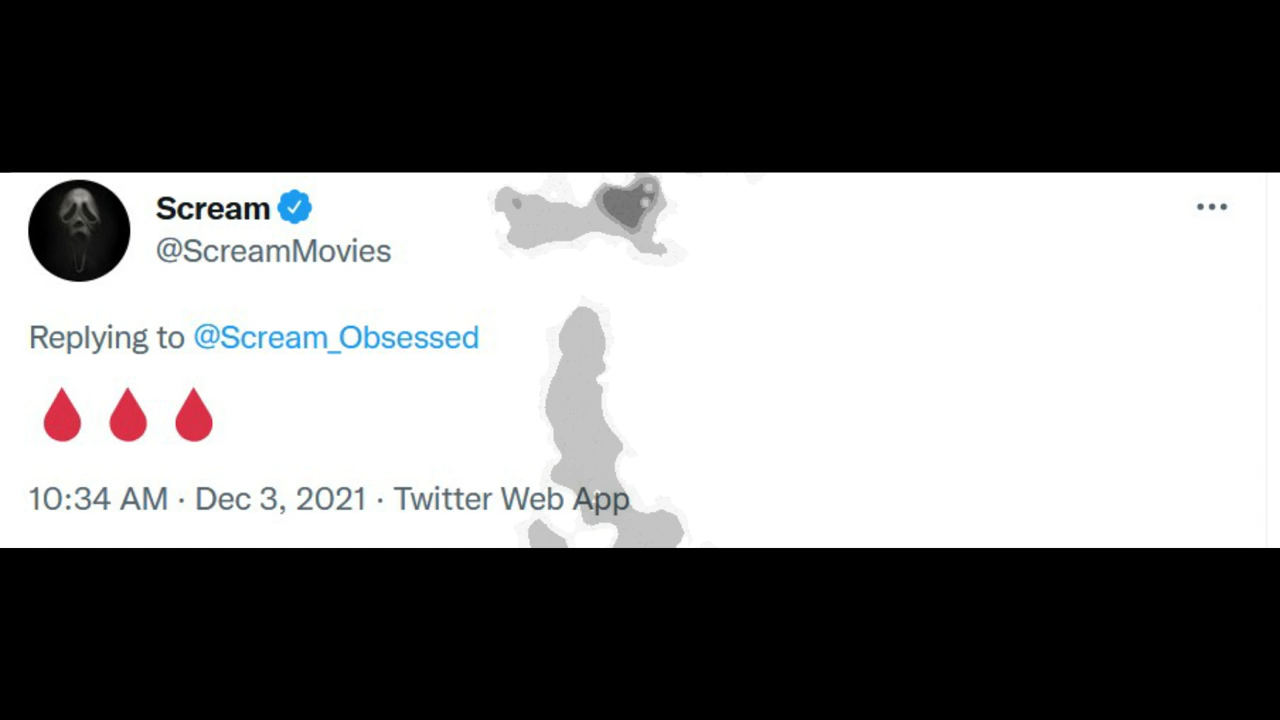 Scream
@ScreamMovies
Replying to @Scream_Obsessed
🩸🩸🩸
10:34 AM · Dec 3, 2021 · Twitter Web App